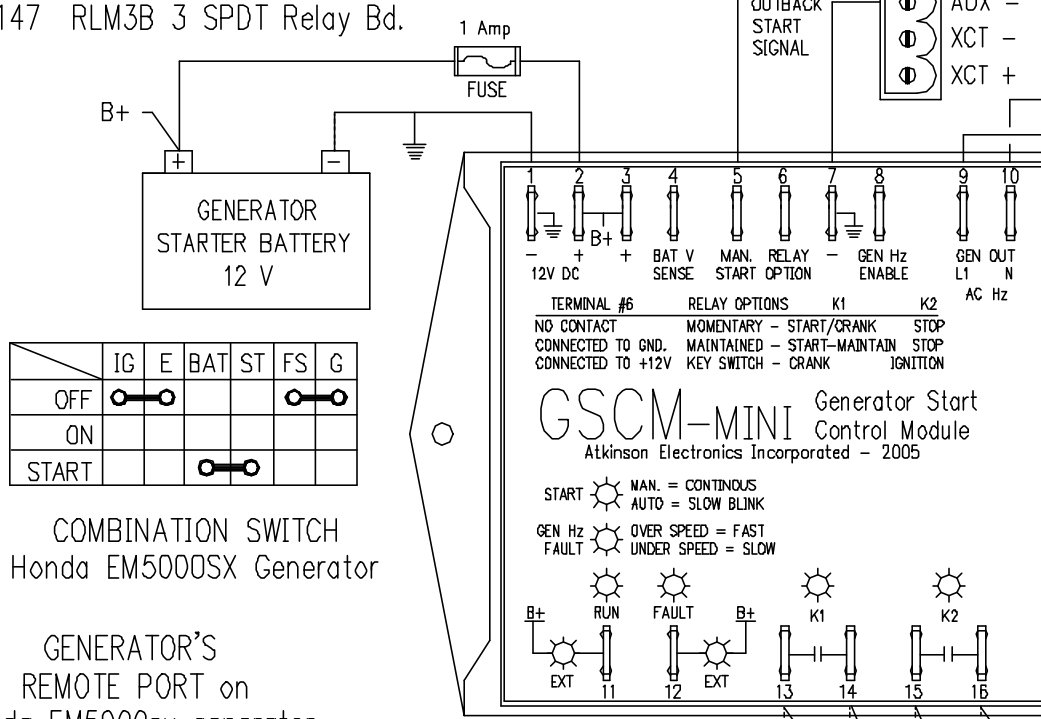 147 RLM3B 3 SPDT Relay Bd.
1 Amp
FUSE
B+
+
-
GENERATOR
STARTER BATTERY
12 V
OUTBACK
START
SIGNAL
AUX -
XCT -
XCT +
1 2 3 4 5 6 7 8 9 10
B+
- + + BAT V MAN. RELAY - GEN Hz GEN OUT
12V DC SENSE START OPTION ENABLE L1 N
AC Hz
TERMINAL #6 RELAY OPTIONS K1 K2
NO CONTACT MOMENTARY - START/CRANK STOP
CONNECTED TO GND. MAINTAINED - START-MAINTAIN STOP
CONNECTED TO +12V KEY SWITCH - CRANK IGNITION
GSCM-MINI Generator Start
Control Module
Atkinson Electronics Incorporated - 2005
START MAN. = CONTINOUS
AUTO = SLOW BLINK
GEN Hz OVER SPEED = FAST
FAULT UNDER SPEED = SLOW
B+ RUN FAULT B+ K1 K2
EXT EXT
11 12 13 14 15 16
IG E BAT ST FS G
OFF
ON
START
COMBINATION SWITCH
Honda EM5000SX Generator
GENERATOR'S
REMOTE PORT on